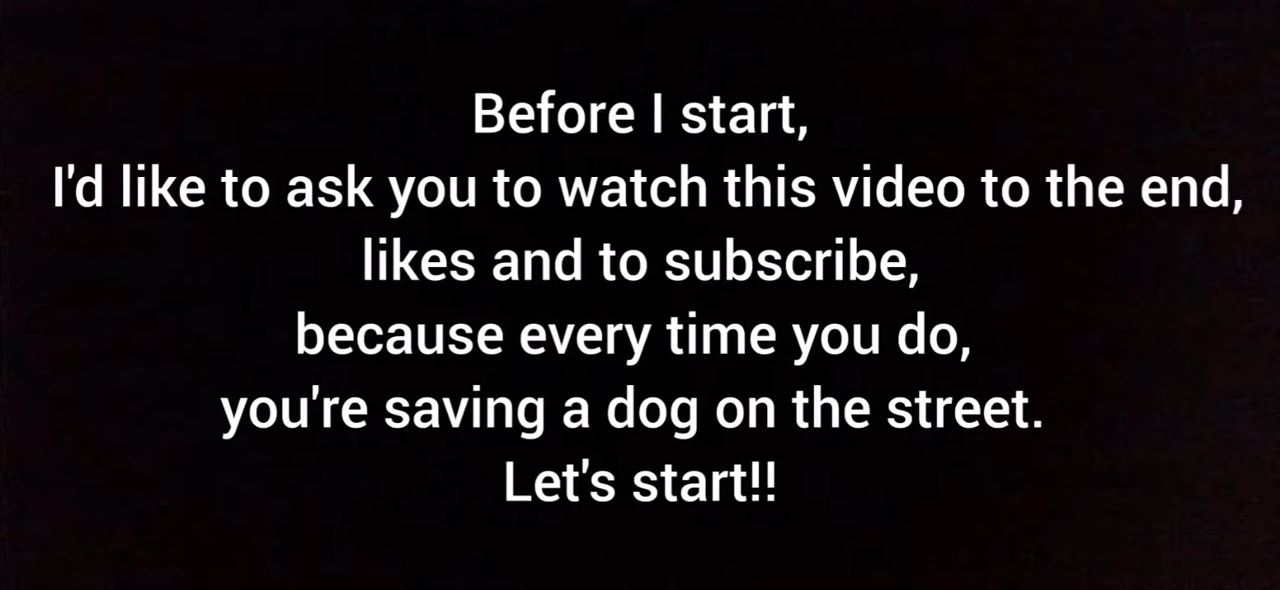 Before I start,
I'd like to ask you to watch this video to the end,
likes and to subscribe,
because every time you do,
you're saving a dog on the street.
Let's start!!